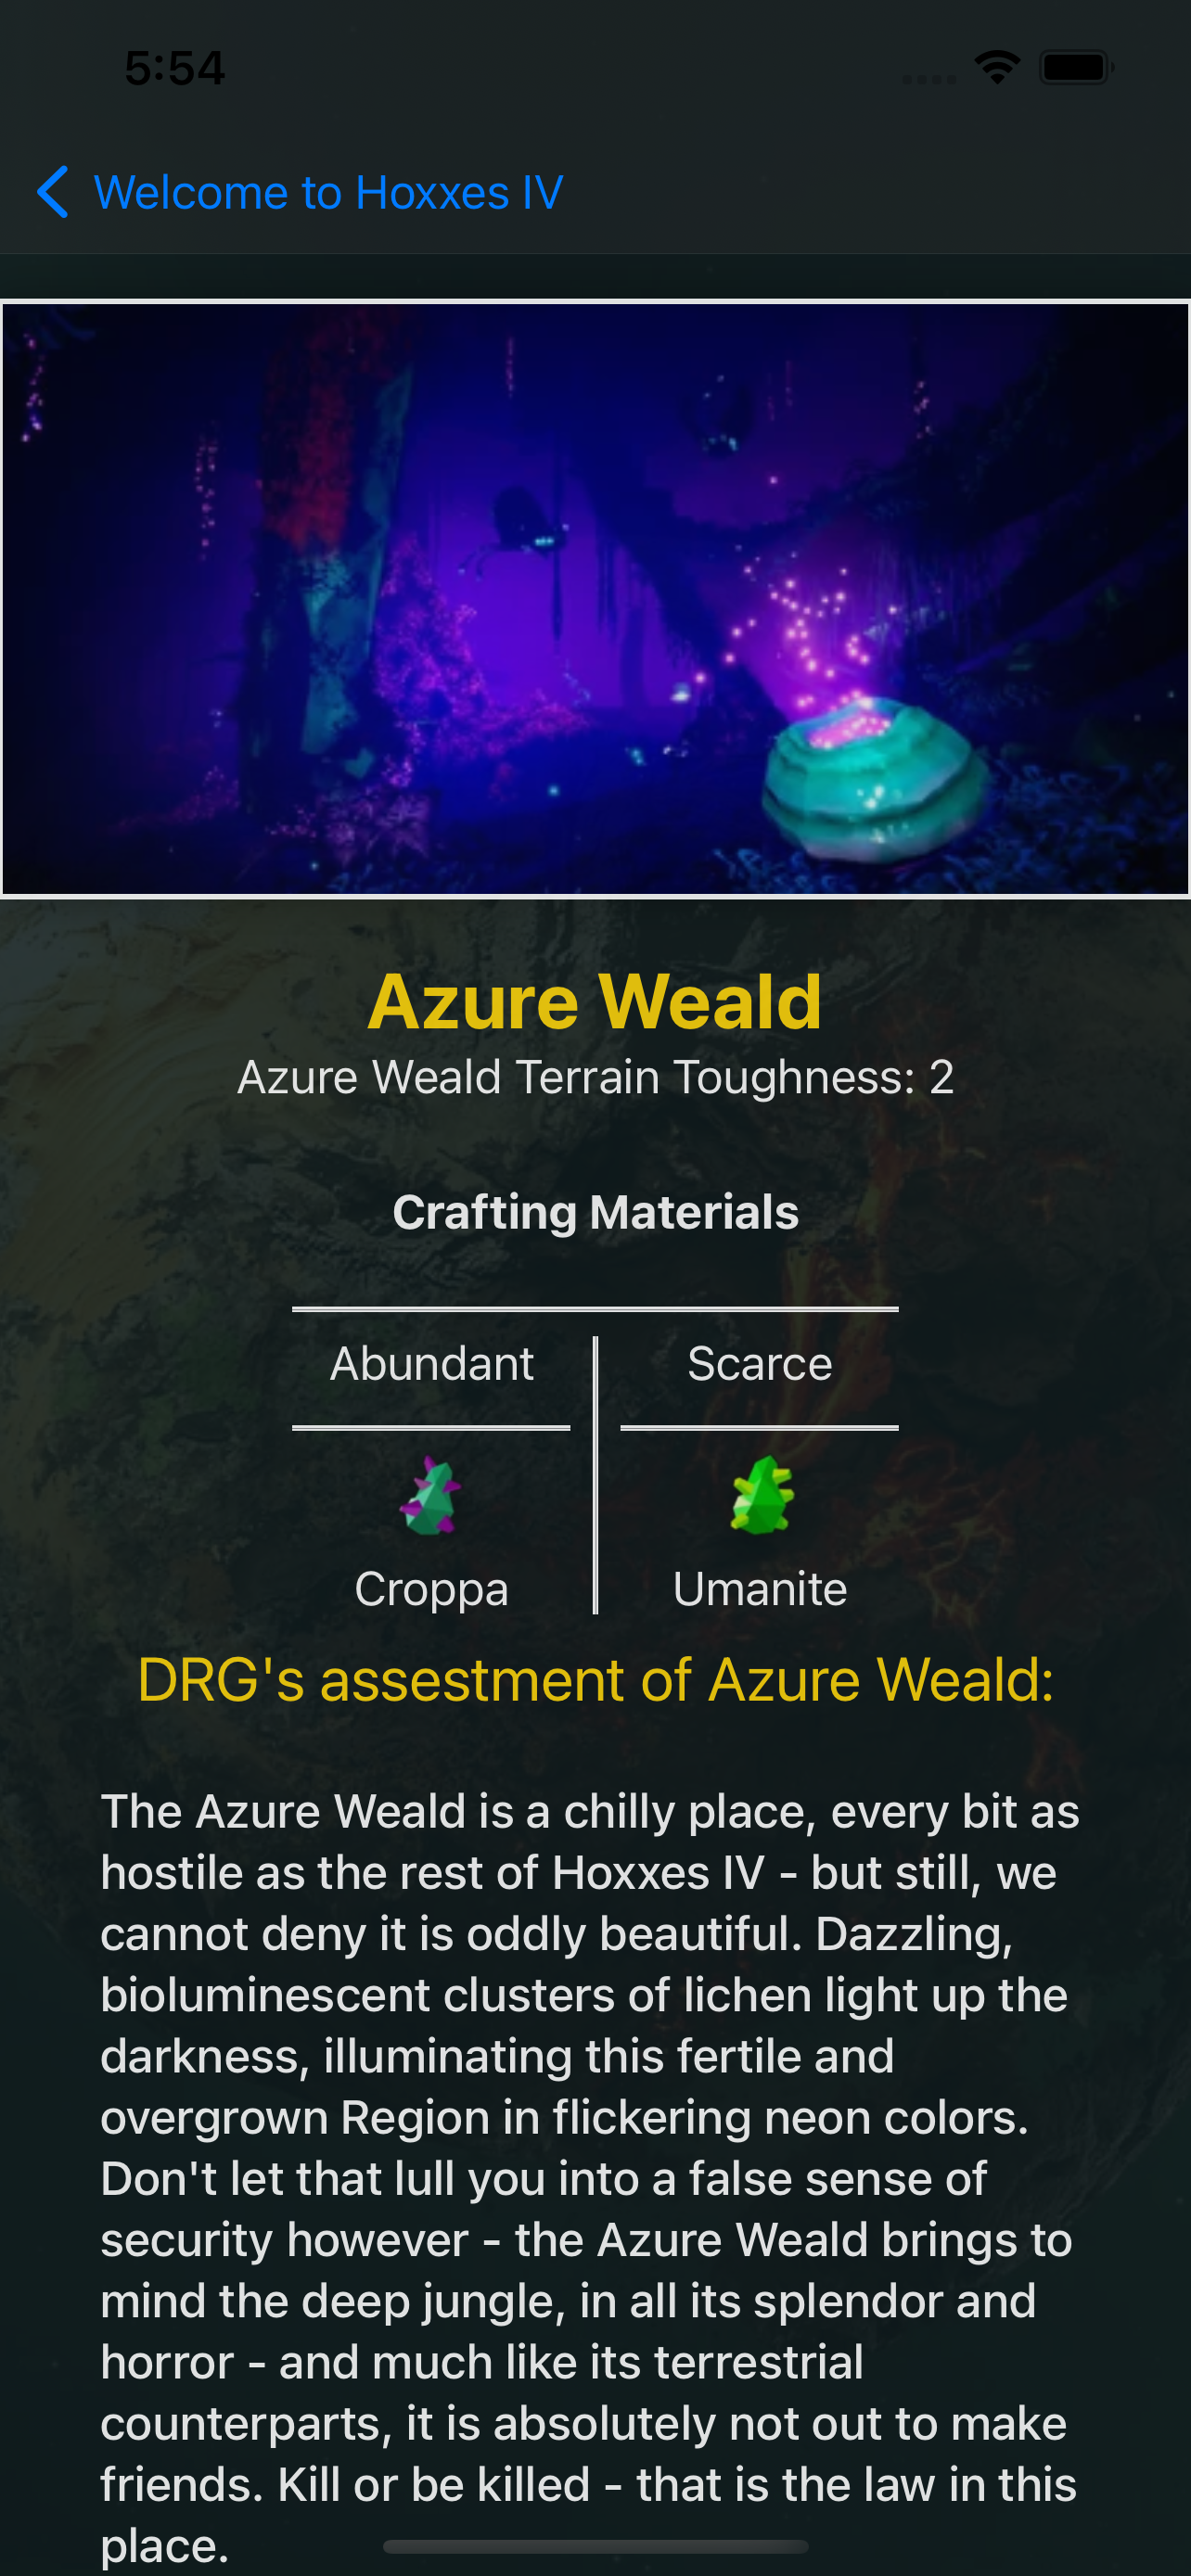 5:54
Welcome to Hoxxes IV
Azure Weald
Azure Weald Terrain Toughness: 2
Crafting Materials
Abundant
Scarce
Croppa
Umanite
DRG's assestment of Azure Weald:
The Azure Weald is a chilly place, every bit as
hostile as the rest of Hoxxes IV - but still, we
cannot deny it is oddly beautiful. Dazzling,
bioluminescent clusters of lichen light up the
darkness, illuminating this fertile and
overgrown Region in flickering neon colors.
Don't let that lull you into a false sense of
security however - the Azure Weald brings to
mind the deep jungle, in all its splendor and
horror - and much like its terrestrial
counterparts, it is absolutely not out to make
friends. Kill or be killed - that is the law in this
place.